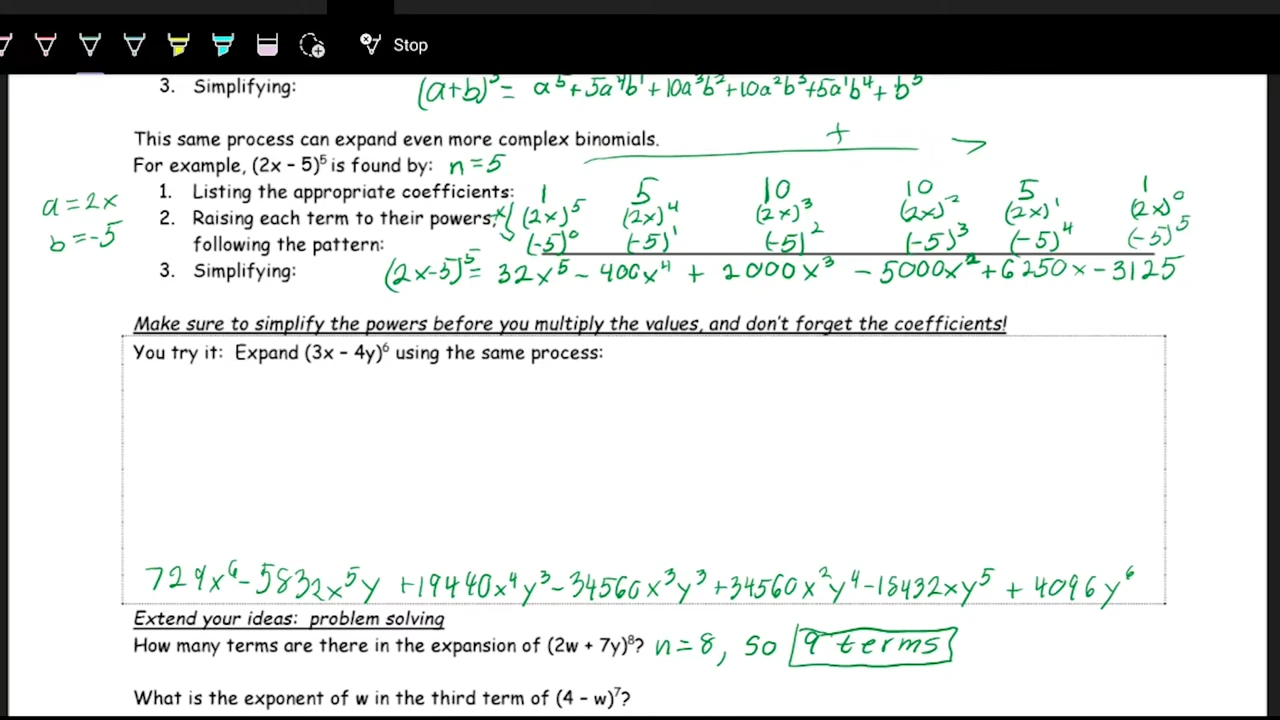 Stop
3. Simplifying: (a+b)⁵ = a⁵ + 5a⁴b¹ + 10a³b² + 10a²b³ + 5a¹b⁴ + b⁵
This same process can expand even more complex binomials. +
For example, (2x – 5)⁵ is found by: n = 5
1. Listing the appropriate coefficients: 1 5 10 10 5 1
a = 2x
2. Raising each term to their powers, (2x)⁵ (2x)⁴ (2x)³ (2x)² (2x)¹ (2x)⁰
b = -5
following the pattern: (-5)⁰ (-5)¹ (-5)² (-5)³ (-5)⁴ (-5)⁵
3. Simplifying: (2x-5)⁵ = 32x⁵ - 400x⁴ + 2000x³ - 5000x² + 6250x - 3125
Make sure to simplify the powers before you multiply the values, and don't forget the coefficients!
You try it: Expand (3x – 4y)⁶ using the same process:
729x⁶ - 5832x⁵y + 19440x⁴y³ - 34560x³y³ + 34560x²y⁴ - 18432xy⁵ + 4096y⁶
Extend your ideas: problem solving
How many terms are there in the expansion of (2w + 7y)⁸? n = 8, so 9 terms
What is the exponent of w in the third term of (4 – w)⁷?